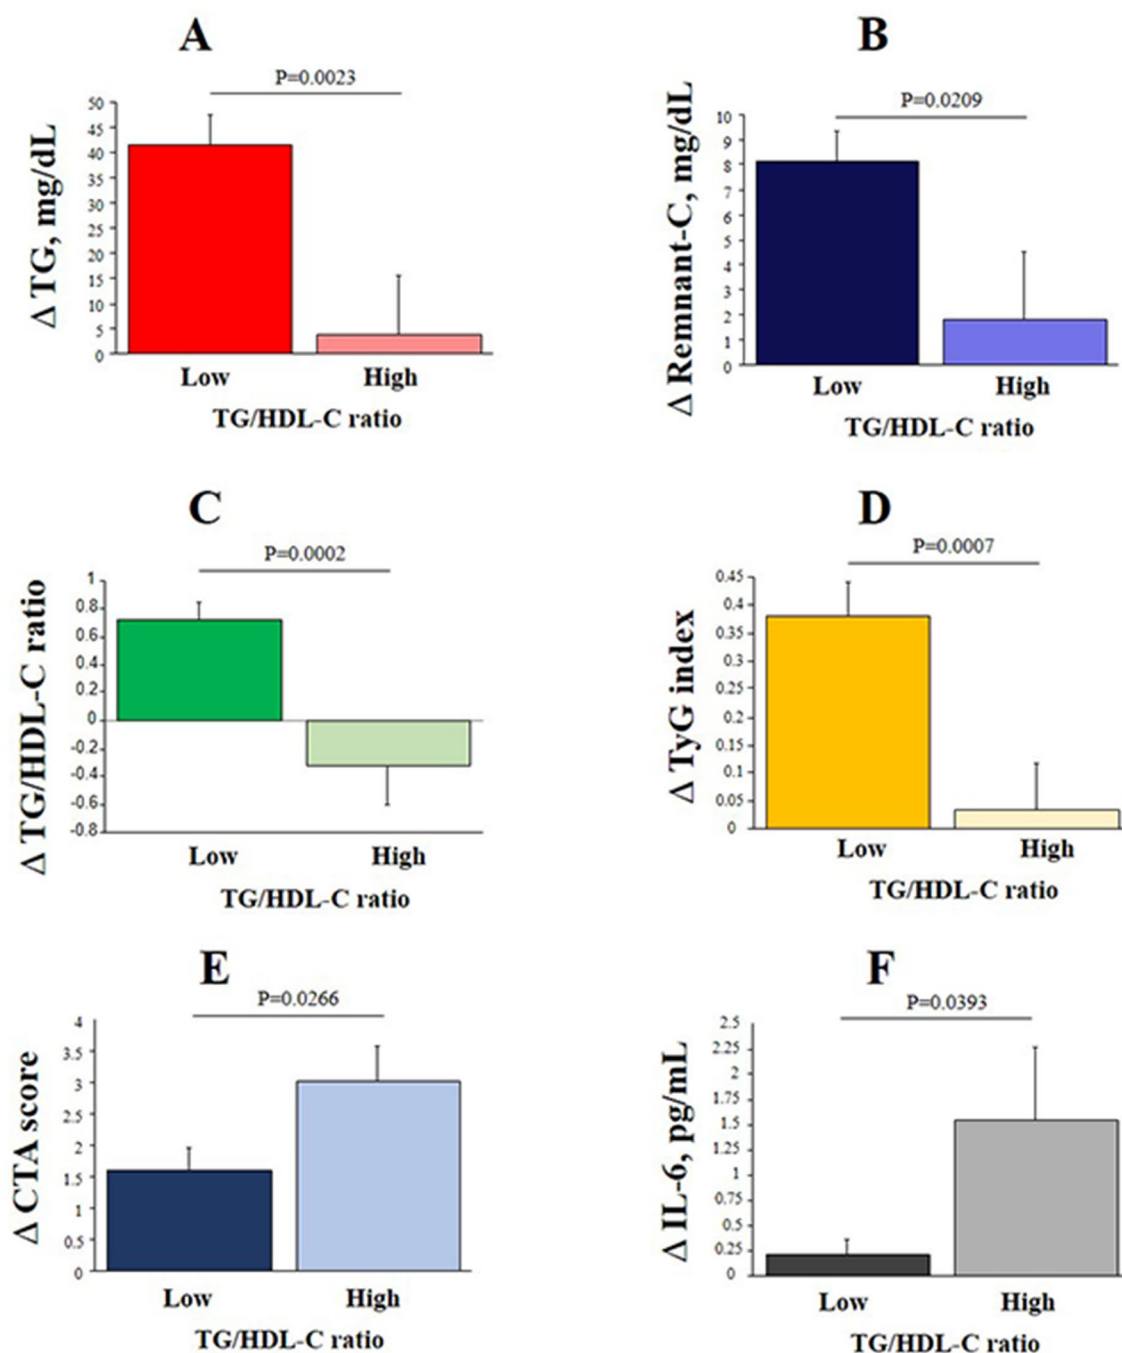 A
P=0.0023
Δ TG, mg/dL
50
45
40
35
30
25
20
15
10
5
0
Low High
TG/HDL-C ratio
B
P=0.0209
Δ Remnant-C, mg/dL
10
9
8
7
6
5
4
3
2
1
0
Low High
TG/HDL-C ratio
C
P=0.0002
Δ TG/HDL-C ratio
1
0.8
0.6
0.4
0.2
0
-0.2
-0.4
-0.6
-0.8
Low High
TG/HDL-C ratio
D
P=0.0007
Δ TyG index
0.45
0.4
0.35
0.3
0.25
0.2
0.15
0.1
0.05
0
Low High
TG/HDL-C ratio
E
P=0.0266
Δ CTA score
4
3.5
3
2.5
2
1.5
1
0.5
0
Low High
TG/HDL-C ratio
F
P=0.0393
Δ IL-6, pg/mL
2.5
2.25
2
1.75
1.5
1.25
1
0.75
0.5
0.25
0
Low High
TG/HDL-C ratio